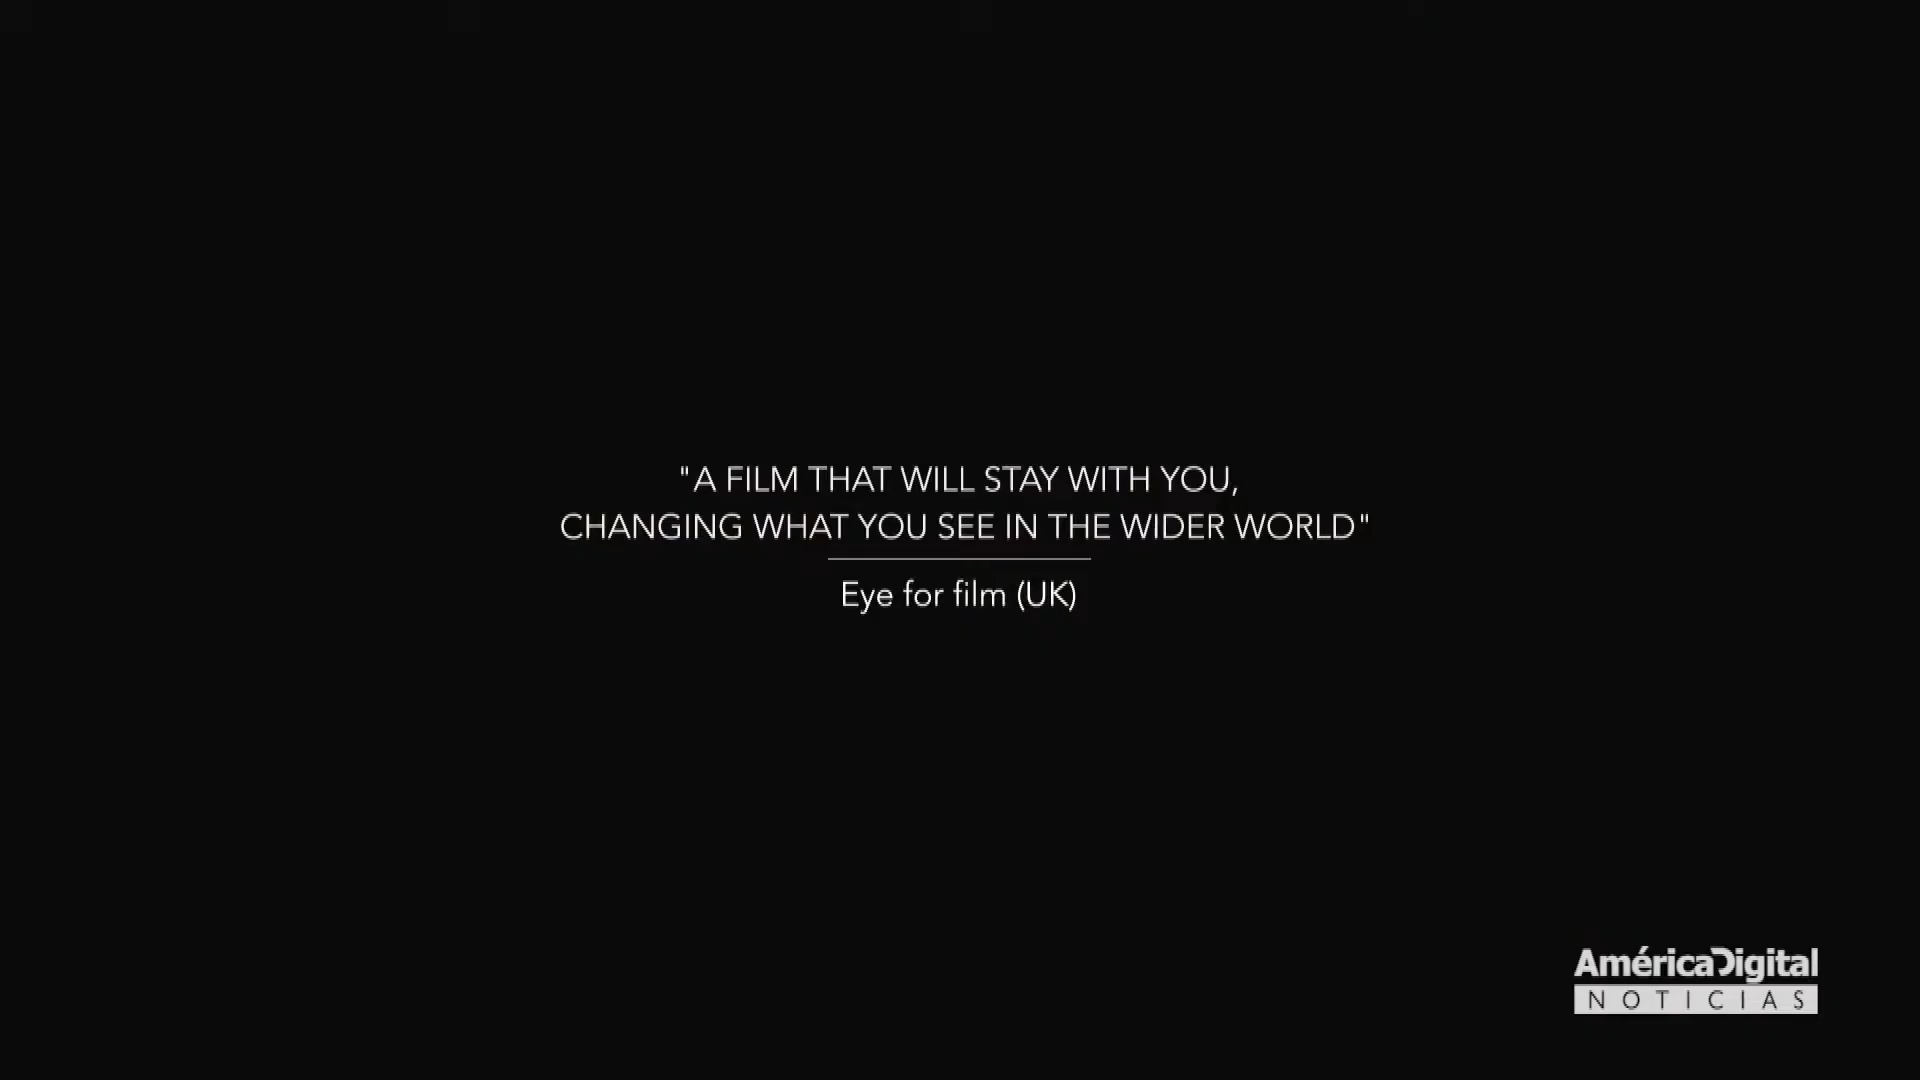 "A FILM THAT WILL STAY WITH YOU,
CHANGING WHAT YOU SEE IN THE WIDER WORLD"
Eye for film (UK)
AméricaDigital
NOTICIAS